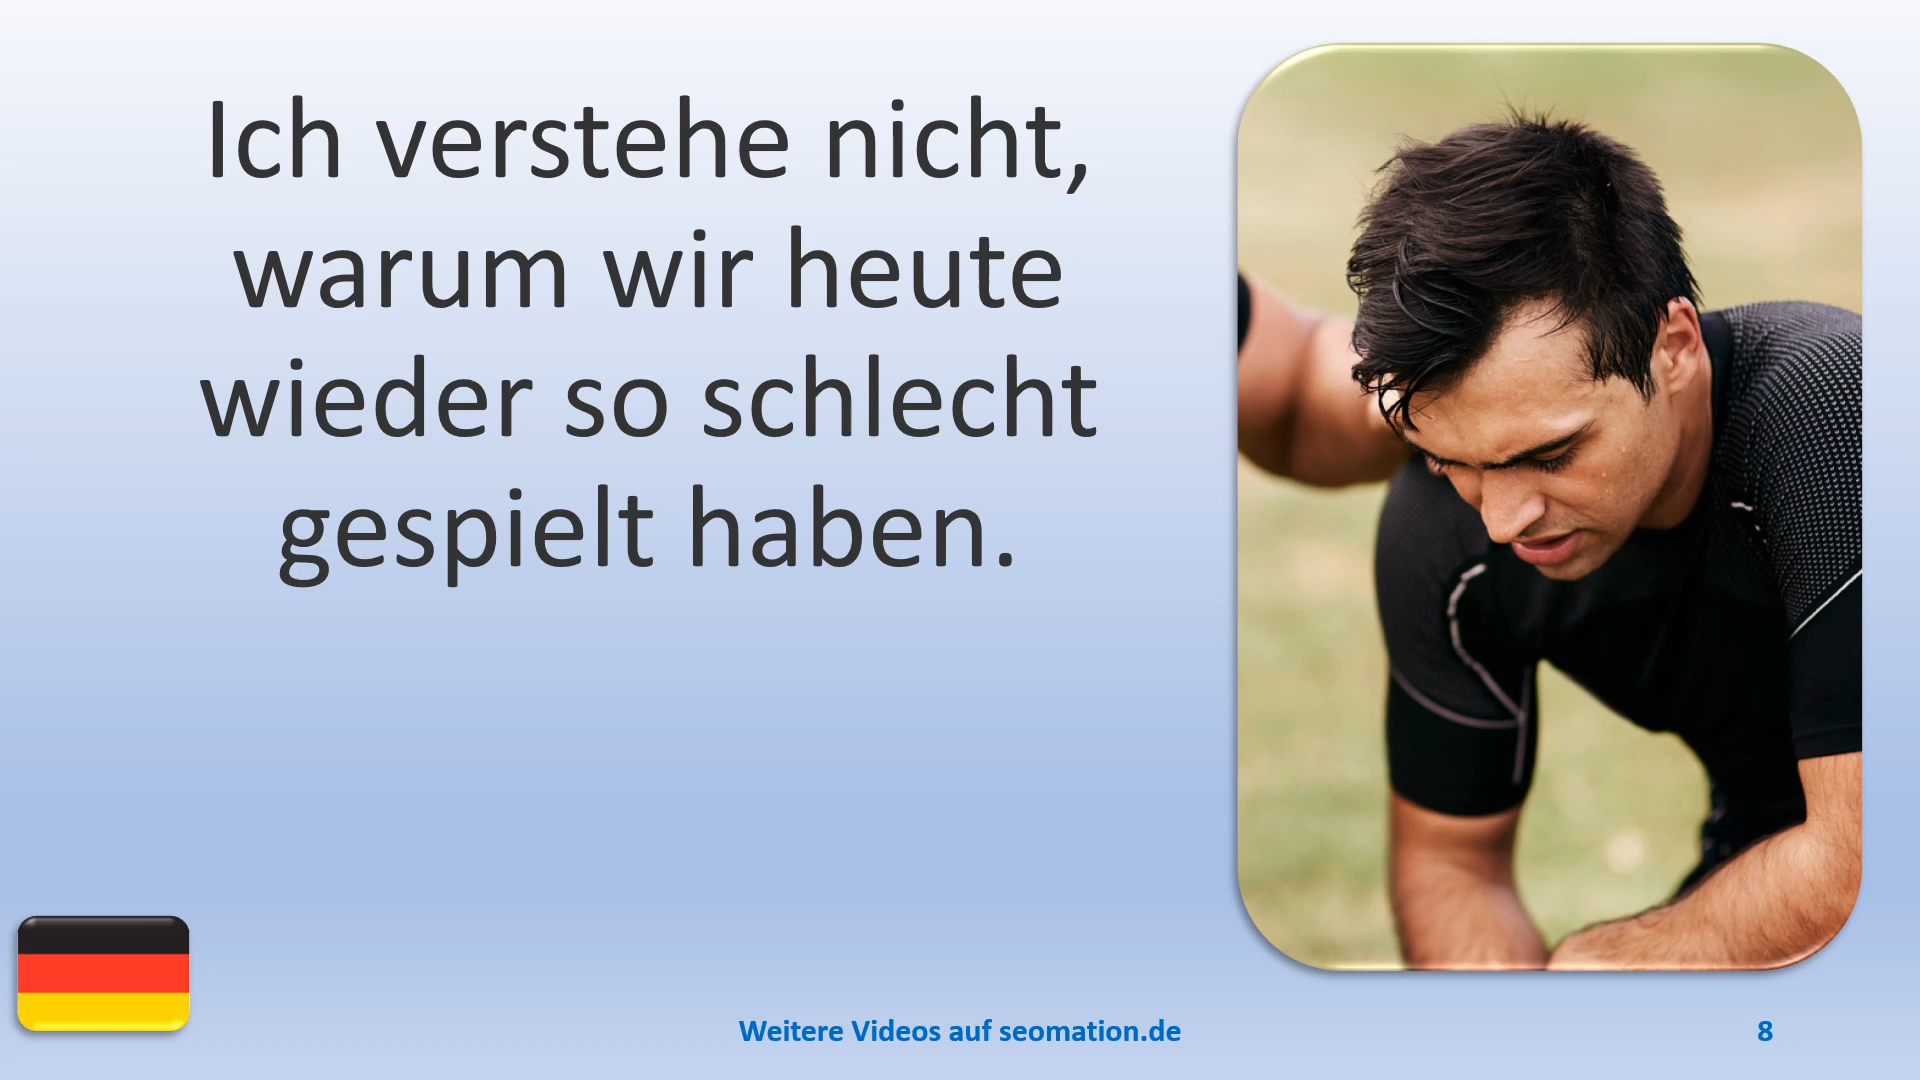 Ich verstehe nicht,
warum wir heute
wieder so schlecht
gespielt haben.
Weitere Videos auf seomation.de
8